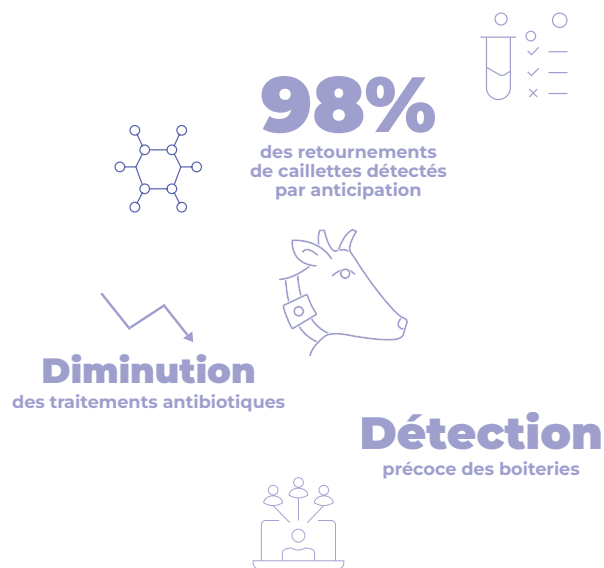 98%
des retournements
de caillettes détectés
par anticipation
Diminution
des traitements antibiotiques
Détection
précoce des boiteries